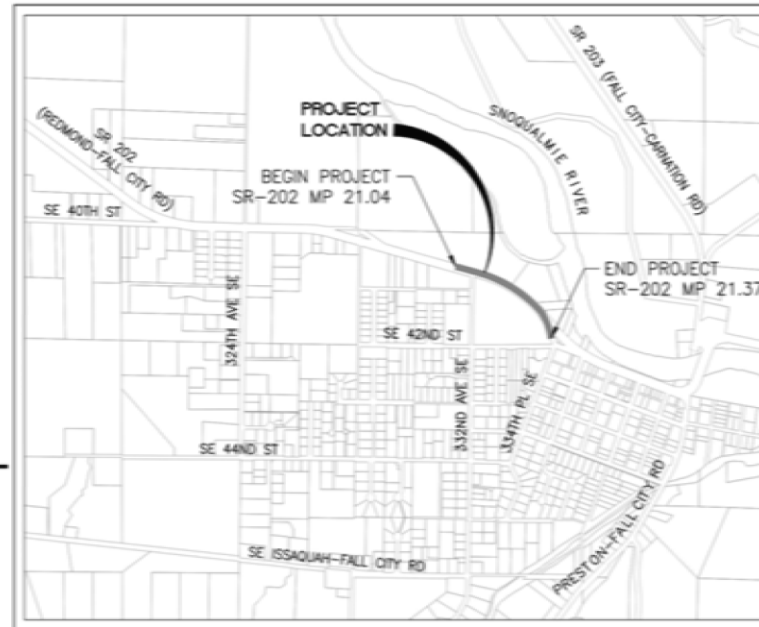 SR 202
(REDMOND-FALL CITY RD)
SE 40TH ST
PROJECT
LOCATION
BEGIN PROJECT
SR-202 MP 21.04
SNOQUALMIE RIVER
SR 203 (FALL CITY-CARNATION RD)
END PROJECT
SR-202 MP 21.37
324TH AVE SE
SE 42ND ST
332ND AVE SE
334TH PL SE
SE 44ND ST
SE ISSAQUAH-FALL CITY RD
PRESTON-FALL CITY RD